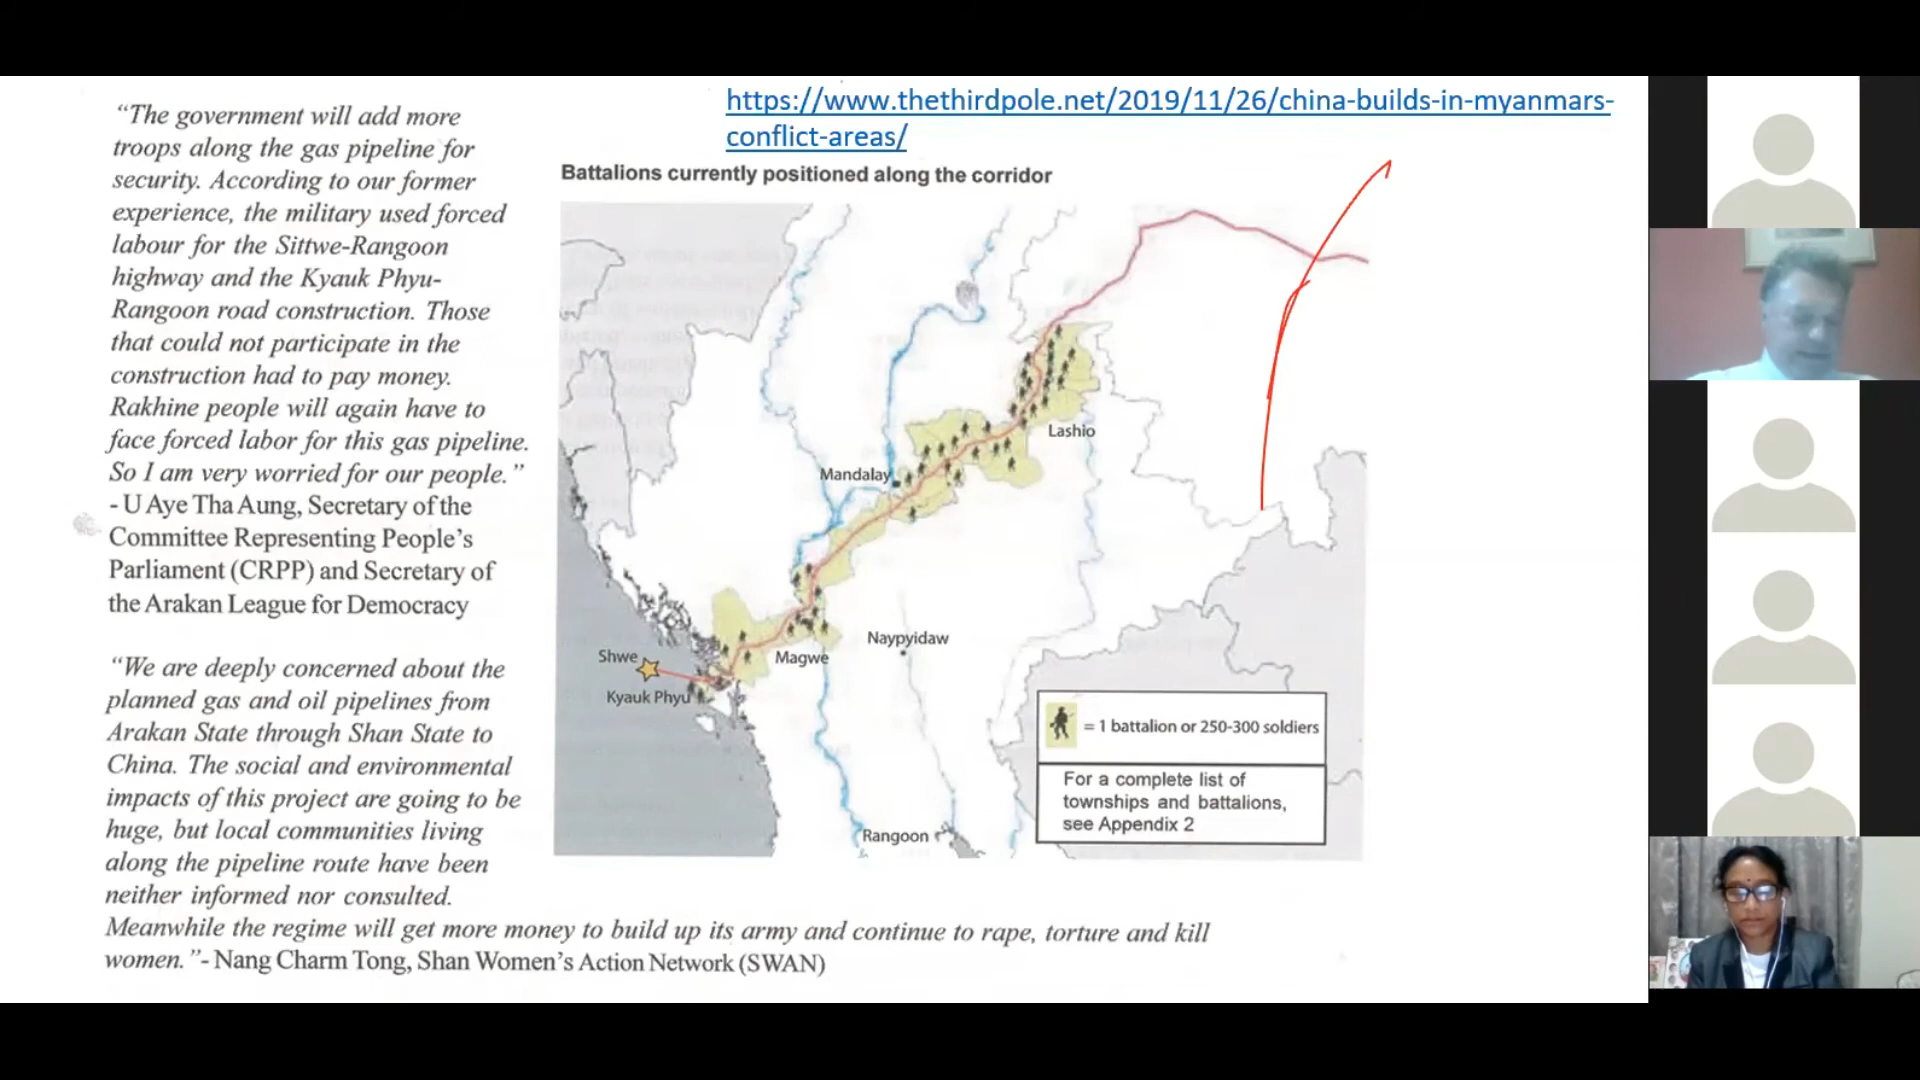 “The government will add more
troops along the gas pipeline for
security. According to our former
experience, the military used forced
labour for the Sittwe-Rangoon
highway and the Kyauk Phyu-
Rangoon road construction. Those
that could not participate in the
construction had to pay money.
Rakhine people will again have to
face forced labor for this gas pipeline.
So I am very worried for our people.”
- U Aye Tha Aung, Secretary of the
Committee Representing People’s
Parliament (CRPP) and Secretary of
the Arakan League for Democracy
“We are deeply concerned about the
planned gas and oil pipelines from
Arakan State through Shan State to
China. The social and environmental
impacts of this project are going to be
huge, but local communities living
along the pipeline route have been
neither informed nor consulted.
Meanwhile the regime will get more money to build up its army and continue to rape, torture and kill
women.”- Nang Charm Tong, Shan Women’s Action Network (SWAN)
https://www.thethirdpole.net/2019/11/26/china-builds-in-myanmars-
conflict-areas/
Battalions currently positioned along the corridor
Lashio
Mandalay
Naypyidaw
Shwe
Magwe
Kyauk Phyu
Rangoon
= 1 battalion or 250-300 soldiers
For a complete list of
townships and battalions,
see Appendix 2